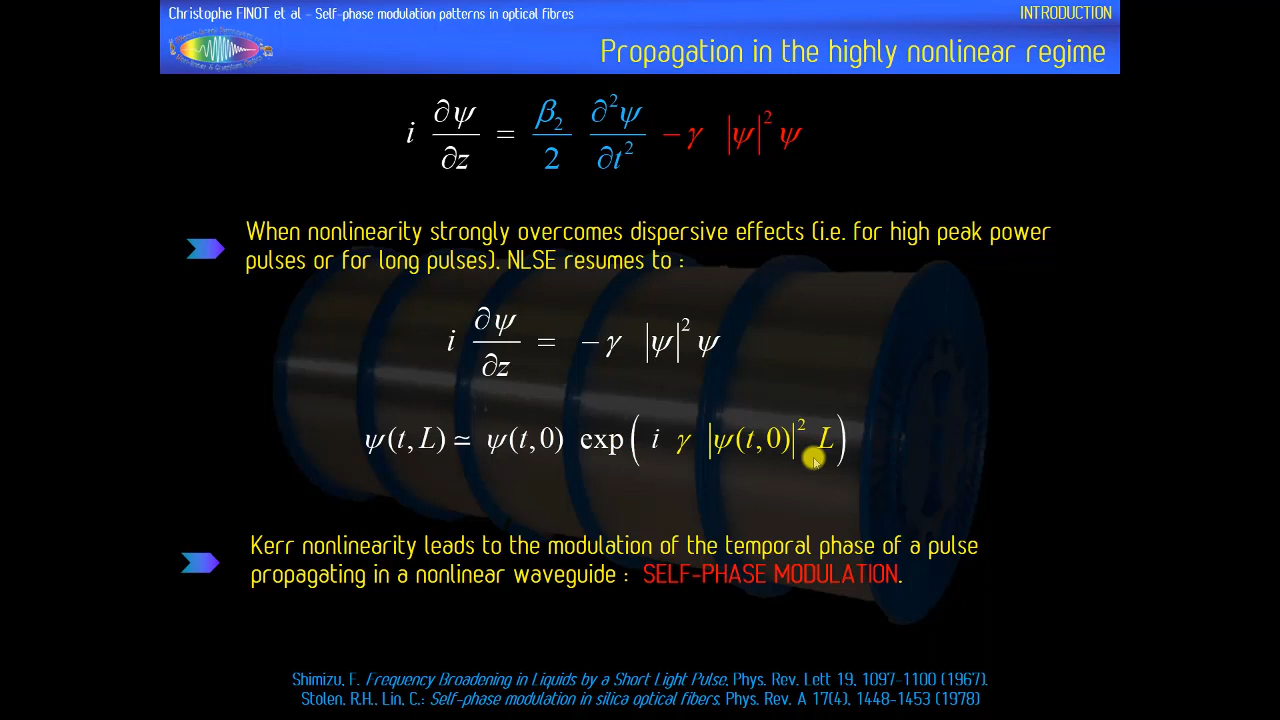 Christophe FINOT et al – Self-phase modulation patterns in optical fibres
INTRODUCTION
Propagation in the highly nonlinear regime
i ∂ψ/∂z = β₂/2 ∂²ψ/∂t² − γ |ψ|² ψ
When nonlinearity strongly overcomes dispersive effects (i.e. for high peak power
pulses or for long pulses). NLSE resumes to :
i ∂ψ/∂z = − γ |ψ|² ψ
ψ(t, L) ≃ ψ(t,0) exp( i γ |ψ(t,0)|² L )
Kerr nonlinearity leads to the modulation of the temporal phase of a pulse
propagating in a nonlinear waveguide : SELF-PHASE MODULATION.
Shimizu, F. Frequency Broadening in Liquids by a Short Light Pulse, Phys. Rev. Lett 19, 1097-1100 (1967).
Stolen, R.H., Lin, C.: Self-phase modulation in silica optical fibers, Phys. Rev. A 17(4), 1448-1453 (1978)